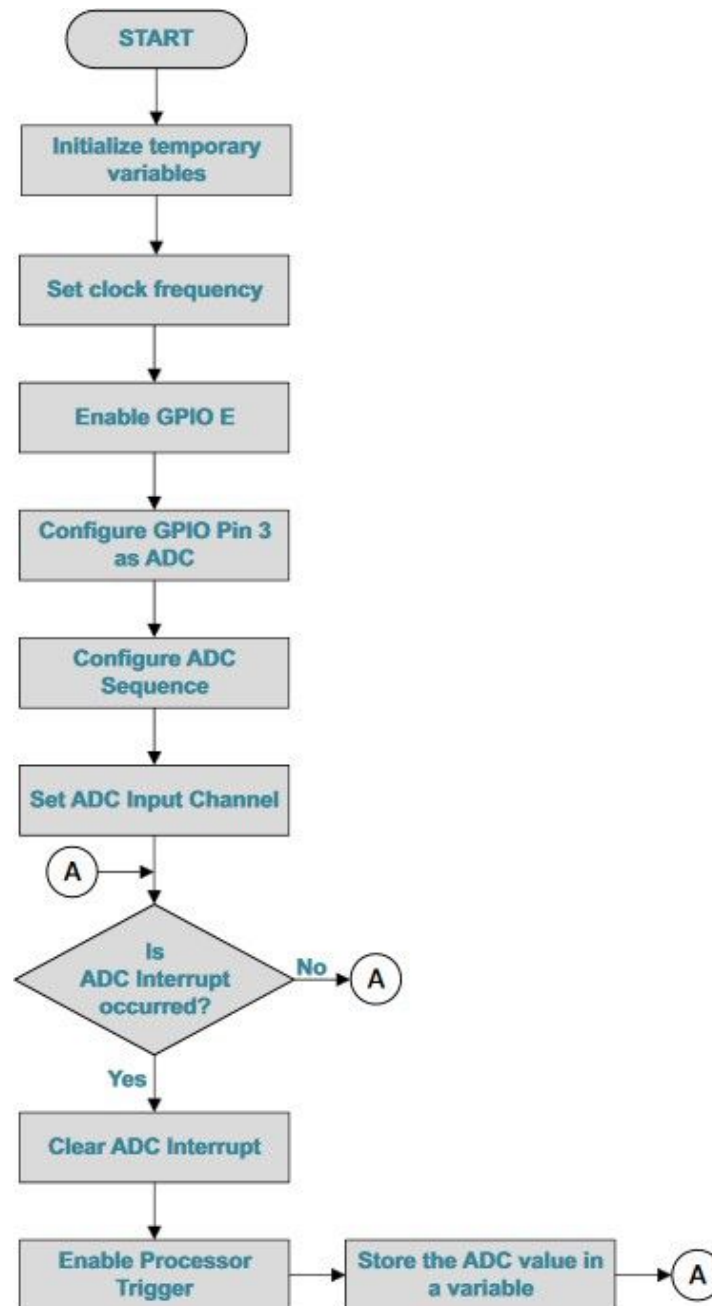 START
Initialize temporary
variables
Set clock frequency
Enable GPIO E
Configure GPIO Pin 3
as ADC
Configure ADC
Sequence
Set ADC Input Channel
A
Is
ADC Interrupt
occurred?
No
A
Yes
Clear ADC Interrupt
Enable Processor
Trigger
Store the ADC value in
a variable
A